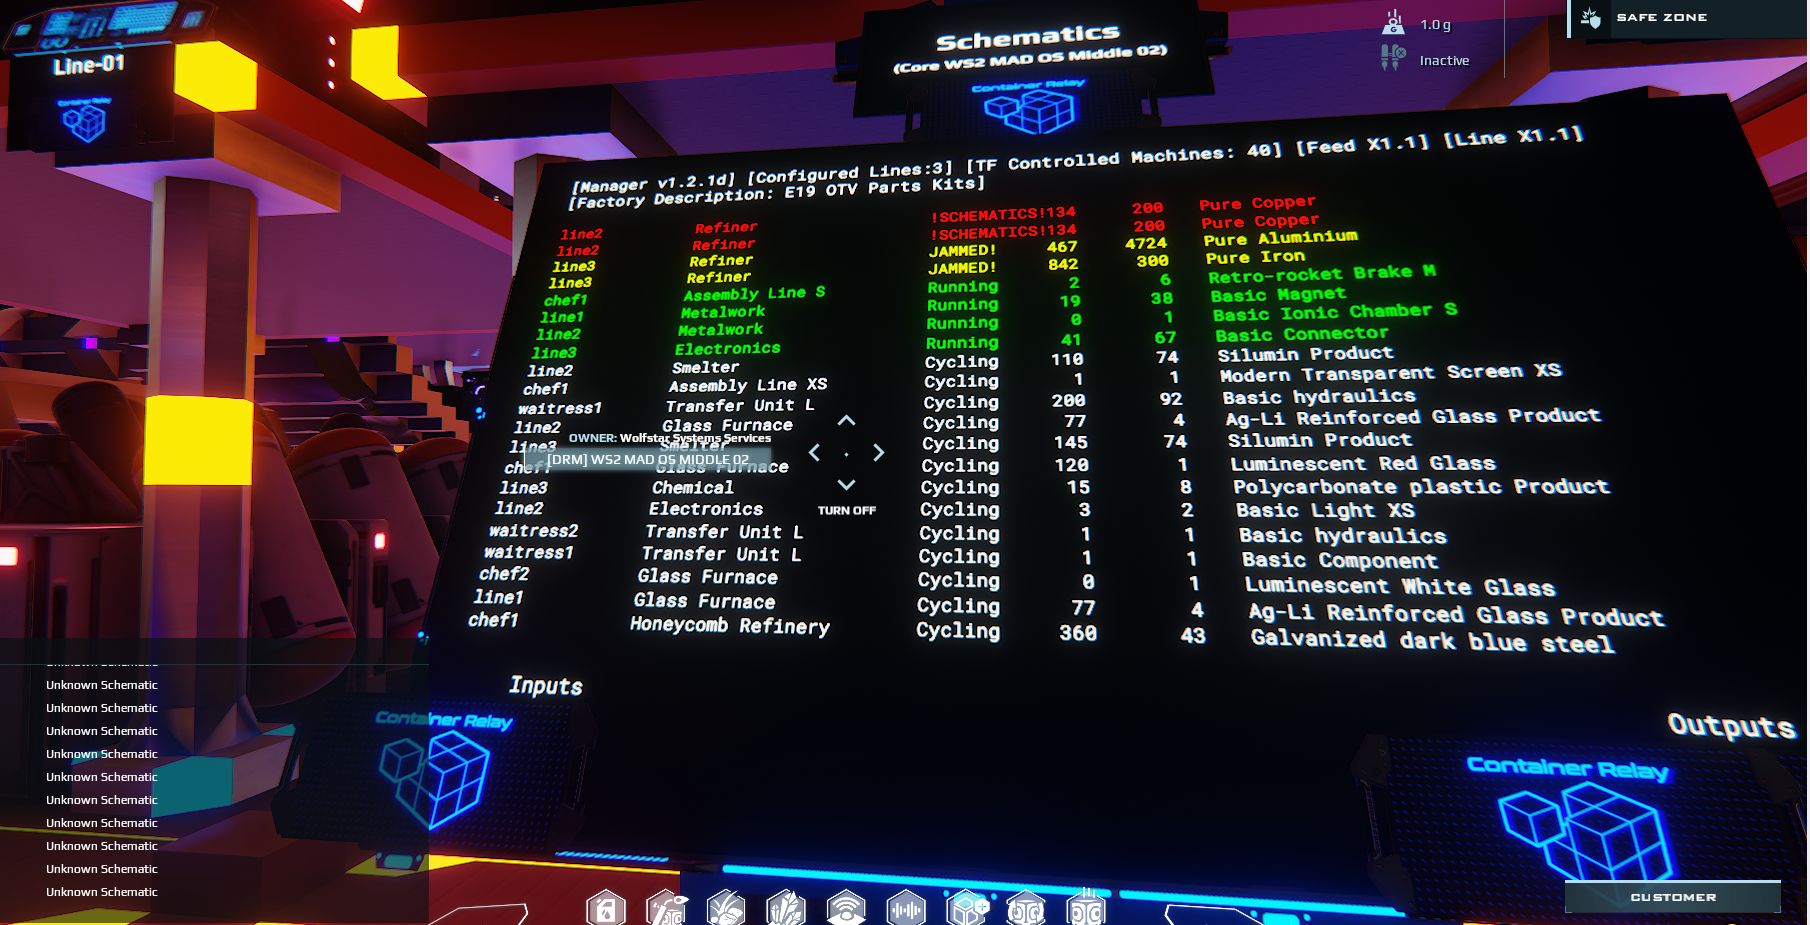 Line-01
Container Relay
Schematics
(Core WS2 MAD OS Middle 02)
Container Relay
1.0 g
Inactive
SAFE ZONE
[Manager v1.2.1d] [Configured Lines:3] [TF Controlled Machines: 40] [Feed X1.1] [Line X1.1]
[Factory Description: E19 OTV Parts Kits]
line2 Refiner !SCHEMATICS!134 200 Pure Copper
line2 Refiner !SCHEMATICS!134 200 Pure Copper
line3 Refiner JAMMED! 467 4724 Pure Aluminium
line3 Refiner JAMMED! 842 300 Pure Iron
chef1 Assembly Line S Running 2 6 Retro-rocket Brake M
line1 Metalwork Running 19 38 Basic Magnet
line2 Metalwork Running 0 1 Basic Ionic Chamber S
line3 Electronics Running 41 67 Basic Connector
line2 Smelter Cycling 110 74 Silumin Product
chef1 Assembly Line XS Cycling 1 1 Modern Transparent Screen XS
waitress1 Transfer Unit L Cycling 200 92 Basic hydraulics
line2 Glass Furnace Cycling 77 4 Ag-Li Reinforced Glass Product
line3 Smelter Cycling 145 74 Silumin Product
Glass Furnace Cycling 120 1 Luminescent Red Glass
line3 Chemical Cycling 15 8 Polycarbonate plastic Product
line2 Electronics Cycling 3 2 Basic Light XS
waitress2 Transfer Unit L Cycling 1 1 Basic hydraulics
waitress1 Transfer Unit L Cycling 1 1 Basic Component
chef2 Glass Furnace Cycling 0 1 Luminescent White Glass
line1 Glass Furnace Cycling 77 4 Ag-Li Reinforced Glass Product
chef1 Honeycomb Refinery Cycling 360 43 Galvanized dark blue steel
OWNER: Wolfstar Systems Services
[DRM] WS2 MAD OS MIDDLE 02
TURN OFF
Unknown Schematic
Unknown Schematic
Unknown Schematic
Unknown Schematic
Unknown Schematic
Unknown Schematic
Unknown Schematic
Unknown Schematic
Unknown Schematic
Unknown Schematic
Unknown Schematic
Inputs
Container Relay
Outputs
Container Relay
CUSTOMER